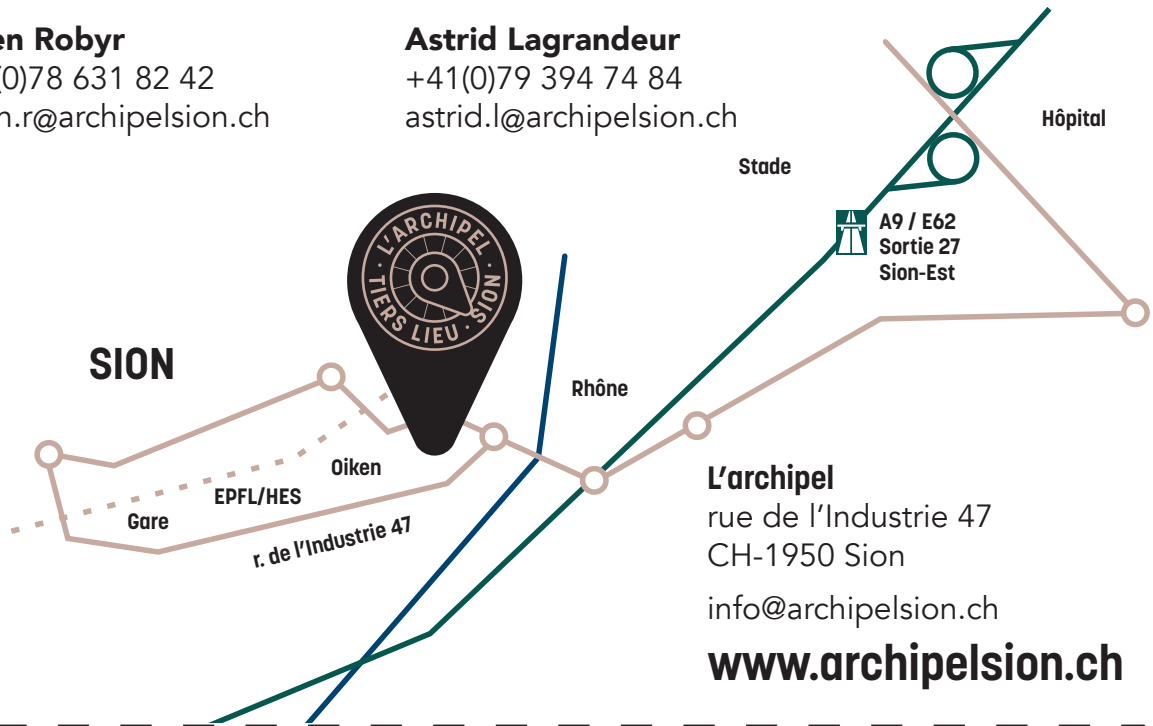 en Robyr
(0)78 631 82 42
n.r@archipelsion.ch
Astrid Lagrandeur
+41(0)79 394 74 84
astrid.l@archipelsion.ch
Hôpital
Stade
A9 / E62
Sortie 27
Sion-Est
L'ARCHIPEL ·
TIERS LIEU · SION ·
SION
Rhône
Oiken
EPFL/HES
Gare
r. de l'Industrie 47
L'archipel
rue de l'Industrie 47
CH-1950 Sion
info@archipelsion.ch
www.archipelsion.ch